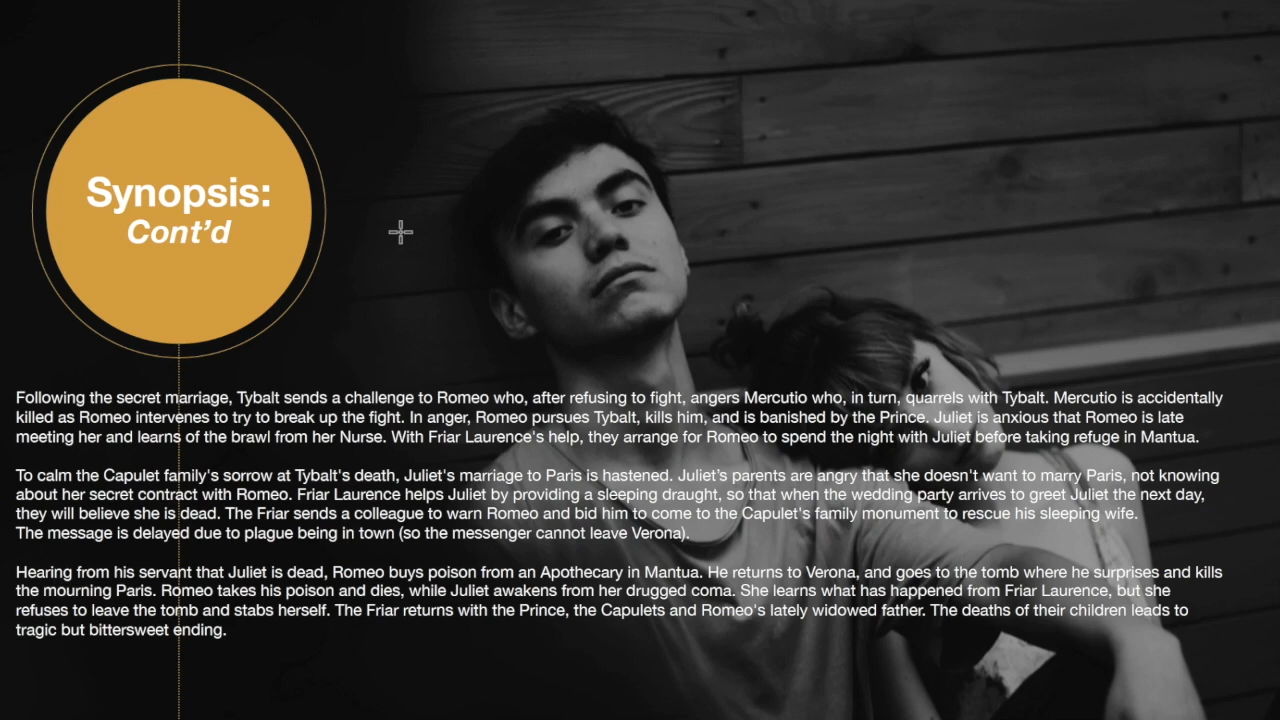 Synopsis:
Cont’d
Following the secret marriage, Tybalt sends a challenge to Romeo who, after refusing to fight, angers Mercutio who, in turn, quarrels with Tybalt. Mercutio is accidentally
killed as Romeo intervenes to try to break up the fight. In anger, Romeo pursues Tybalt, kills him, and is banished by the Prince. Juliet is anxious that Romeo is late
meeting her and learns of the brawl from her Nurse. With Friar Laurence's help, they arrange for Romeo to spend the night with Juliet before taking refuge in Mantua.
To calm the Capulet family's sorrow at Tybalt's death, Juliet's marriage to Paris is hastened. Juliet’s parents are angry that she doesn't want to marry Paris, not knowing
about her secret contract with Romeo. Friar Laurence helps Juliet by providing a sleeping draught, so that when the wedding party arrives to greet Juliet the next day,
they will believe she is dead. The Friar sends a colleague to warn Romeo and bid him to come to the Capulet's family monument to rescue his sleeping wife.
The message is delayed due to plague being in town (so the messenger cannot leave Verona).
Hearing from his servant that Juliet is dead, Romeo buys poison from an Apothecary in Mantua. He returns to Verona, and goes to the tomb where he surprises and kills
the mourning Paris. Romeo takes his poison and dies, while Juliet awakens from her drugged coma. She learns what has happened from Friar Laurence, but she
refuses to leave the tomb and stabs herself. The Friar returns with the Prince, the Capulets and Romeo's lately widowed father. The deaths of their children leads to
tragic but bittersweet ending.